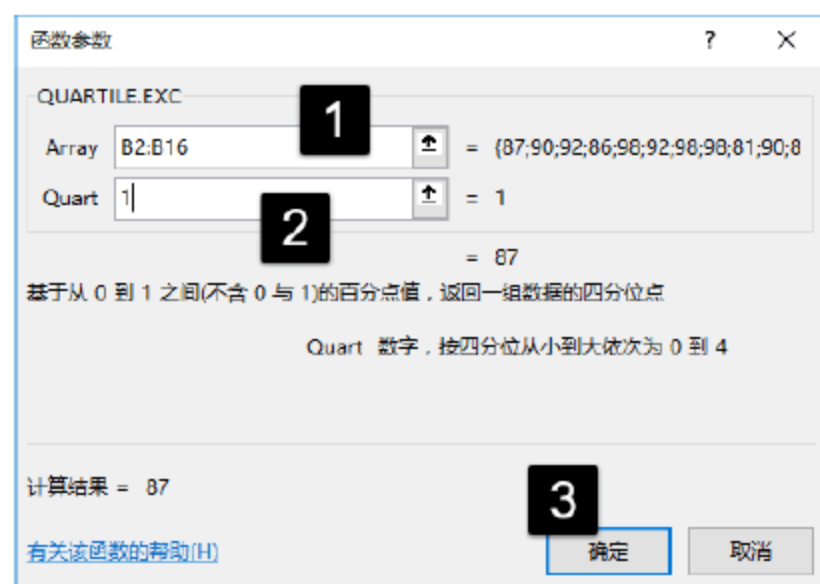 函数参数 ? ×
QUARTILE.EXC
1
Array B2:B16 = {87;90;92;86;98;92;98;98;81;90;8
Quart 1 = 1
2
= 87
基于从 0 到 1 之间(不含 0 与 1)的百分点值，返回一组数据的四分位点
Quart 数字，按四分位从小到大依次为 0 到 4
计算结果 = 87
3
有关该函数的帮助(H) 确定 取消